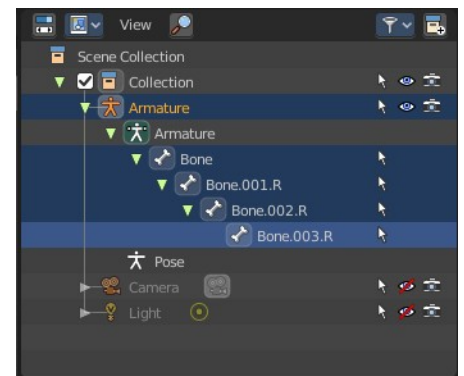 View
Scene Collection
Collection
Armature
Armature
Bone
Bone.001.R
Bone.002.R
Bone.003.R
Pose
Camera
Light